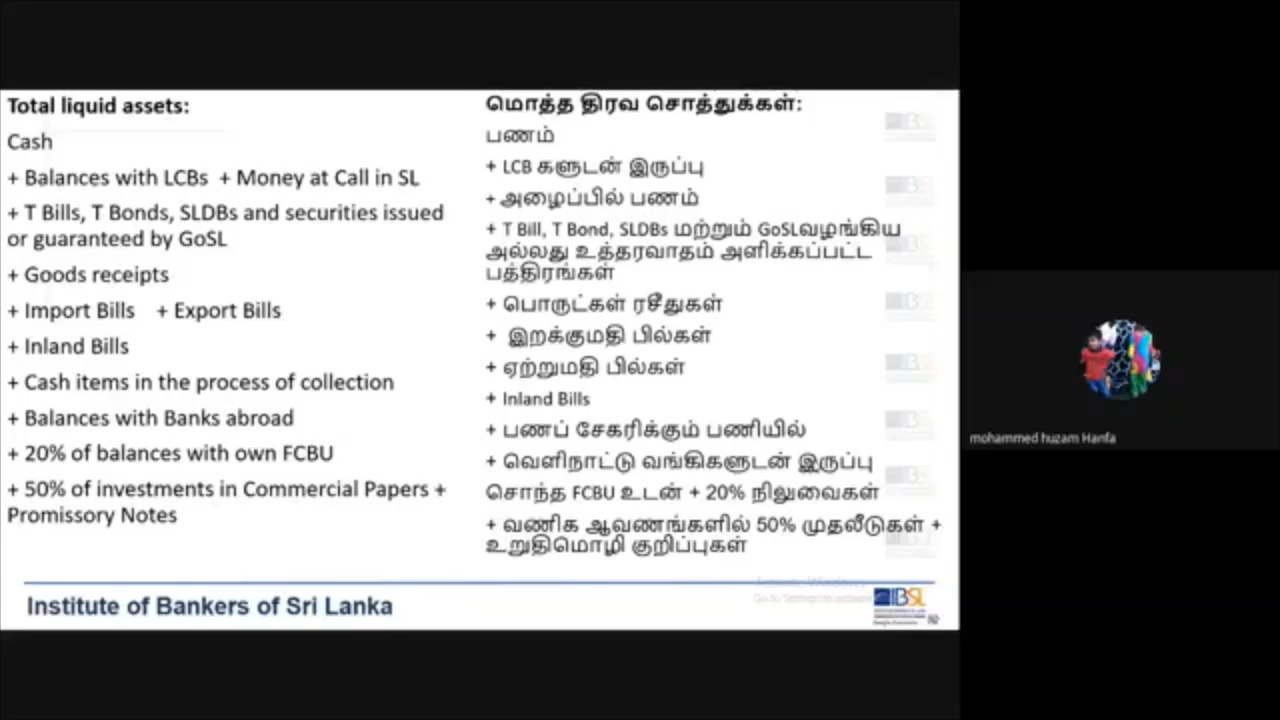 Total liquid assets:
Cash
+ Balances with LCBs + Money at Call in SL
+ T Bills, T Bonds, SLDBs and securities issued
or guaranteed by GoSL
+ Goods receipts
+ Import Bills + Export Bills
+ Inland Bills
+ Cash items in the process of collection
+ Balances with Banks abroad
+ 20% of balances with own FCBU
+ 50% of investments in Commercial Papers +
Promissory Notes
மொத்த திரவ சொத்துக்கள்:
பணம்
+ LCB களுடன் இருப்பு
+ அழைப்பில் பணம்
+ T Bill, T Bond, SLDBs மற்றும் GoSLவழங்கிய
அல்லது உத்தரவாதம் அளிக்கப்பட்ட
பத்திரங்கள்
+ பொருட்கள் ரசீதுகள்
+ இறக்குமதி பில்கள்
+ ஏற்றுமதி பில்கள்
+ Inland Bills
+ பணப் சேகரிக்கும் பணியில்
+ வெளிநாட்டு வங்கிகளுடன் இருப்பு
சொந்த FCBU உடன் + 20% நிலுவைகள்
+ வணிக ஆவணங்களில் 50% முதலீடுகள் +
உறுதிமொழி குறிப்புகள்
Institute of Bankers of Sri Lanka
IBSL
mohammed huzam Hanfa